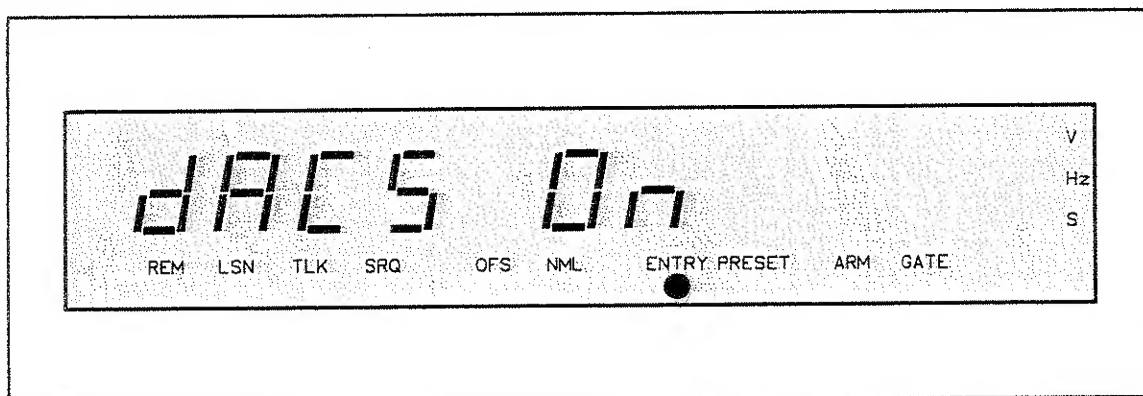 V
dACS On
Hz
S
REM LSN TLK SRQ OFS NML ENTRY PRESET ARM GATE